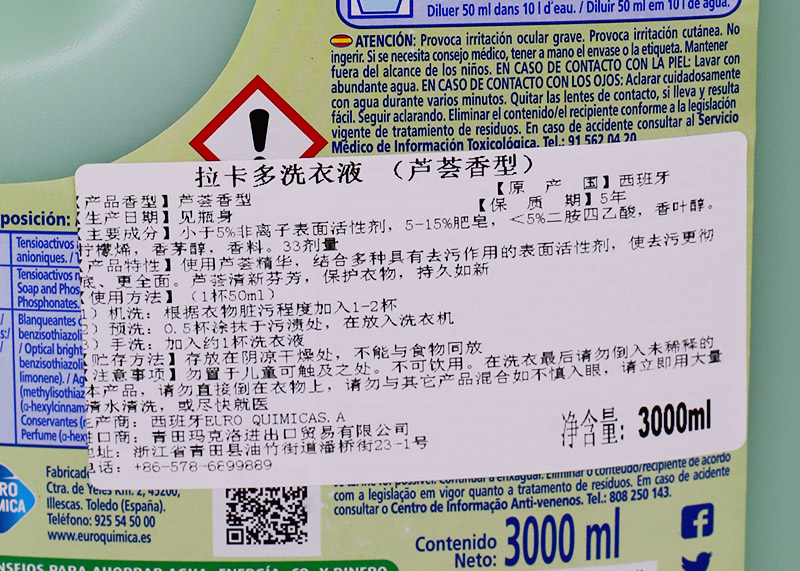 Diluer 50 ml dans 10 l d'eau. / Diluir 50 ml em 10 l de água.
ATENCIÓN: Provoca irritación ocular grave. Provoca irritación cutánea. No
ingerir. Si se necesita consejo médico, tener a mano el envase o la etiqueta. Mantener
fuera del alcance de los niños. EN CASO DE CONTACTO CON LA PIEL: Lavar con
abundante agua. EN CASO DE CONTACTO CON LOS OJOS: Aclarar cuidadosamente
con agua durante varios minutos. Quitar las lentes de contacto, si lleva y resulta
fácil. Seguir aclarando. Eliminar el contenido/el recipiente conforme a la legislación
vigente de tratamiento de residuos. En caso de accidente consultar al Servicio
Médico de Información Toxicológica. Tel.: 91 562 04 20
拉卡多洗衣液 (芦荟香型)
【产品香型】芦荟香型 【原 产 国】西班牙
【生产日期】见瓶身 【保 质 期】5年
【主要成分】小于5%非离子表面活性剂, 5-15%肥皂, <5%二胺四乙酸, 香叶醇。
柠檬烯, 香茅醇, 香料。33剂量
【产品特性】使用芦荟精华, 结合多种具有去污作用的表面活性剂, 使去污更彻
底、更全面。芦荟清新芬芳, 保护衣物, 持久如新
【使用方法】(1杯50ml)
1) 机洗: 根据衣物脏污程度加入1-2杯
2) 预洗: 0.5杯涂抹于污渍处, 在放入洗衣机
3) 手洗: 加入约1杯洗衣液
【贮存方法】存放在阴凉干燥处, 不能与食物同放
【注意事项】勿置于儿童可触及之处。不可饮用。在洗衣最后请勿倒入未稀释的
本产品, 请勿直接倒在衣物上, 请勿与其它产品混合如不慎入眼, 请立即用大量
清水清洗, 或尽快就医
产商: 西班牙EURO QUIMICAS.A
进口商: 青田玛克洛进出口贸易有限公司
地址: 浙江省青田县油竹街道潘桥街23-1号
电话: +86-578-6899889
净含量: 3000ml
posición:
Tensioactivos
anioniques. /
Tensioactivos n
Soap and Phos
Phosphonates.
Blanqueantes
benzisothiazoli
/ Optical bright
benzisothiazol
limonene). / Ag
(methylisothiaz
(α-hexylcinnam
Conservantes (
Perfume (α-hex
com a legislação em vigor quanto a tratamento de resíduos. Em caso de acidente
consultar o Centro de Informação Anti-venenos. Tel.: 808 250 143.
Fabricado
Ctra. de Yeles Km. 2, 45200,
Illescas. Toledo (España).
Teléfono: 925 54 50 00
www.euroquimica.es
Contenido
Neto: 3000 ml
NSEJOS PARA AHORRAR AGUA, ENERGÍA, CO₂ Y DINERO